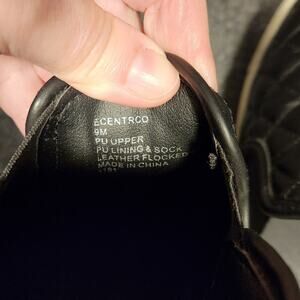 ECENTRCO
9M
PU UPPER
PU LINING & SOCK
LEATHER FLOCKED
MADE IN CHINA